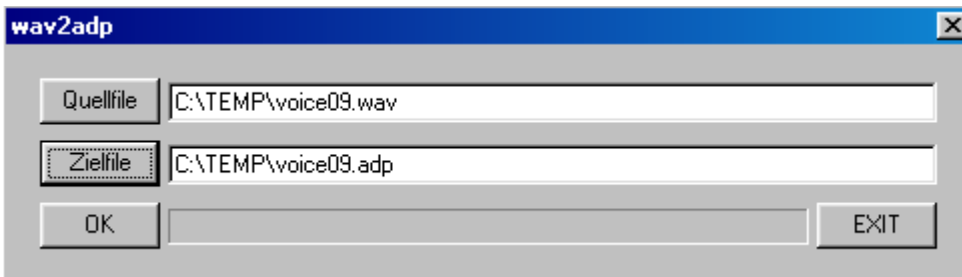 wav2adp
Quellfile C:\TEMP\voice09.wav
Zielfile C:\TEMP\voice09.adp
OK EXIT